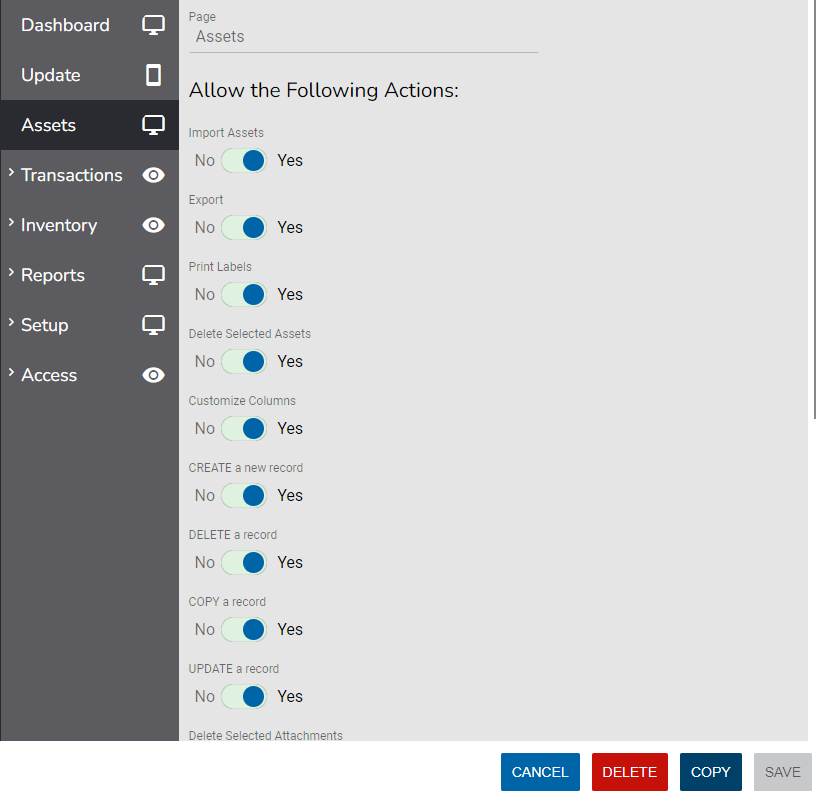 Dashboard
Update
Assets
Transactions
Inventory
Reports
Setup
Access
Page
Assets
Allow the Following Actions:
Import Assets
No Yes
Export
No Yes
Print Labels
No Yes
Delete Selected Assets
No Yes
Customize Columns
No Yes
CREATE a new record
No Yes
DELETE a record
No Yes
COPY a record
No Yes
UPDATE a record
No Yes
Delete Selected Attachments
CANCEL DELETE COPY SAVE